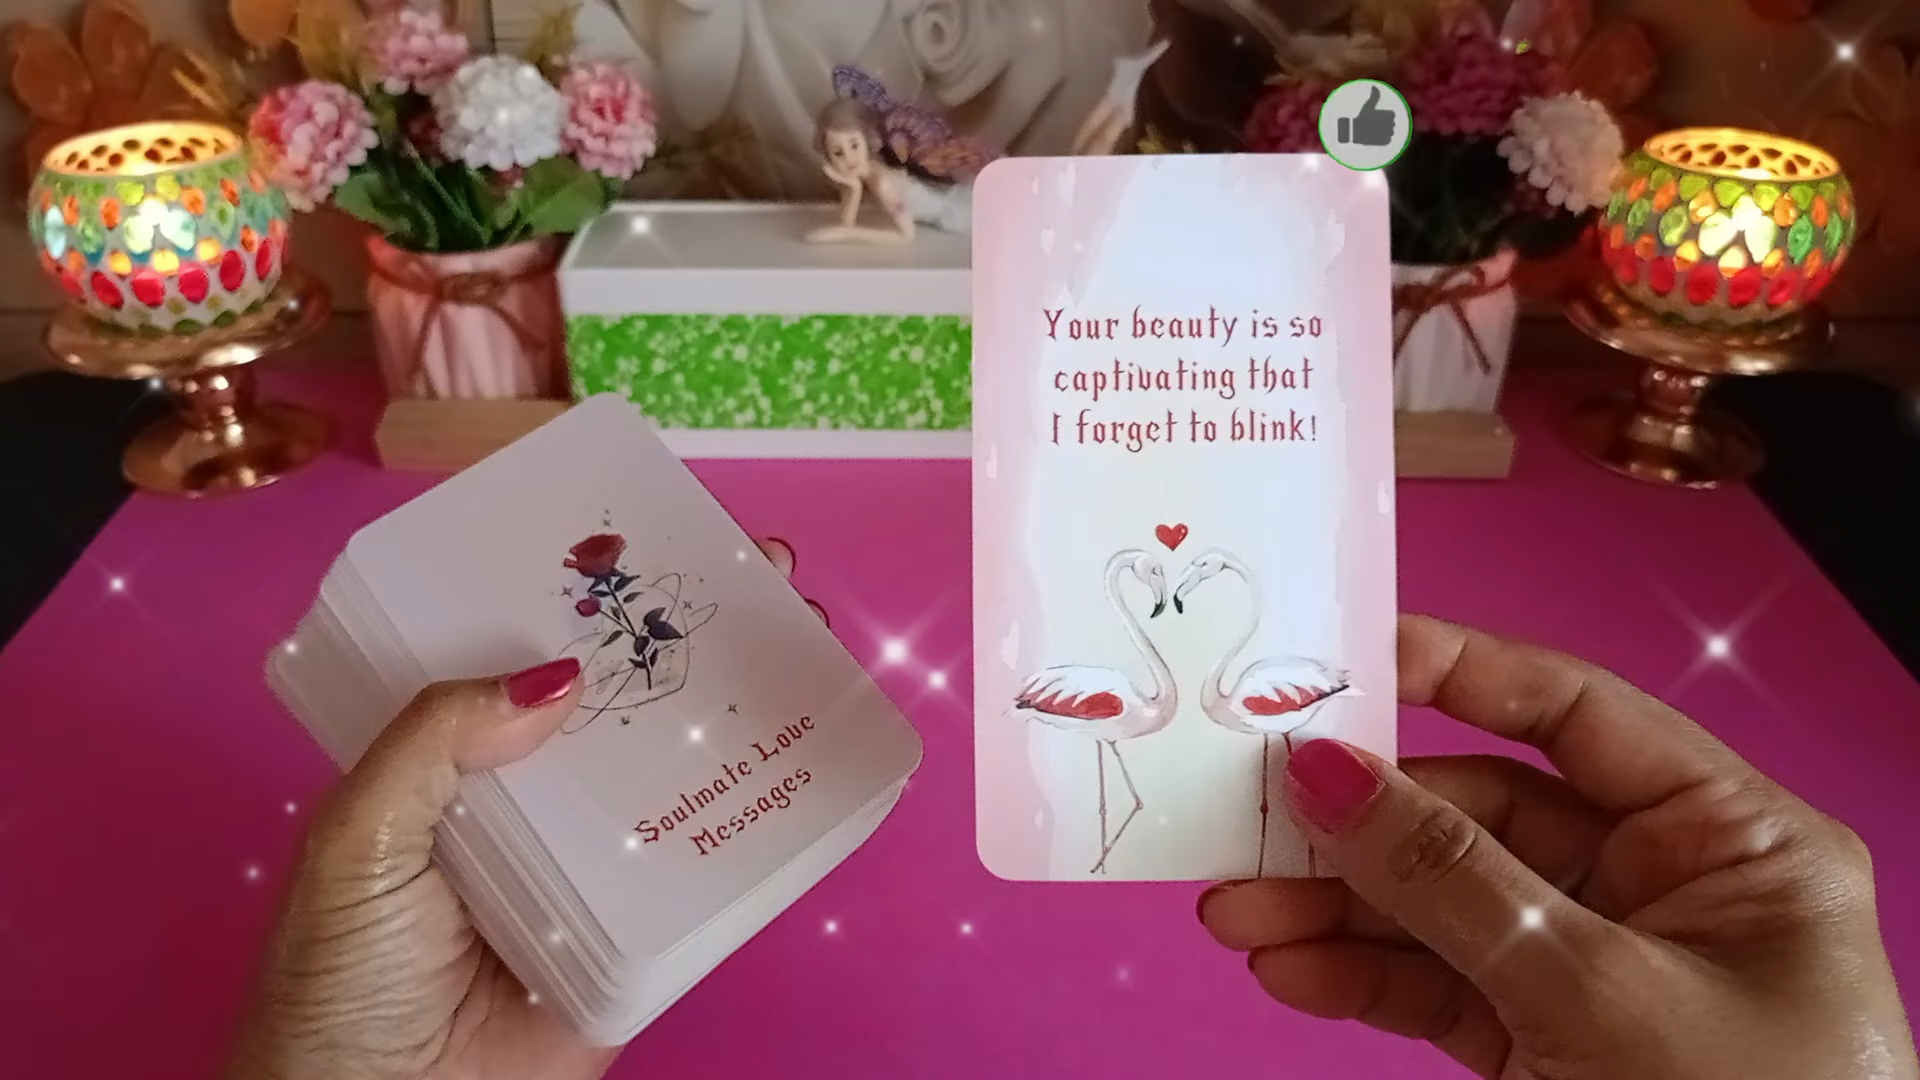 Your beauty is so
captivating that
I forget to blink!
Soulmate Love
Messages